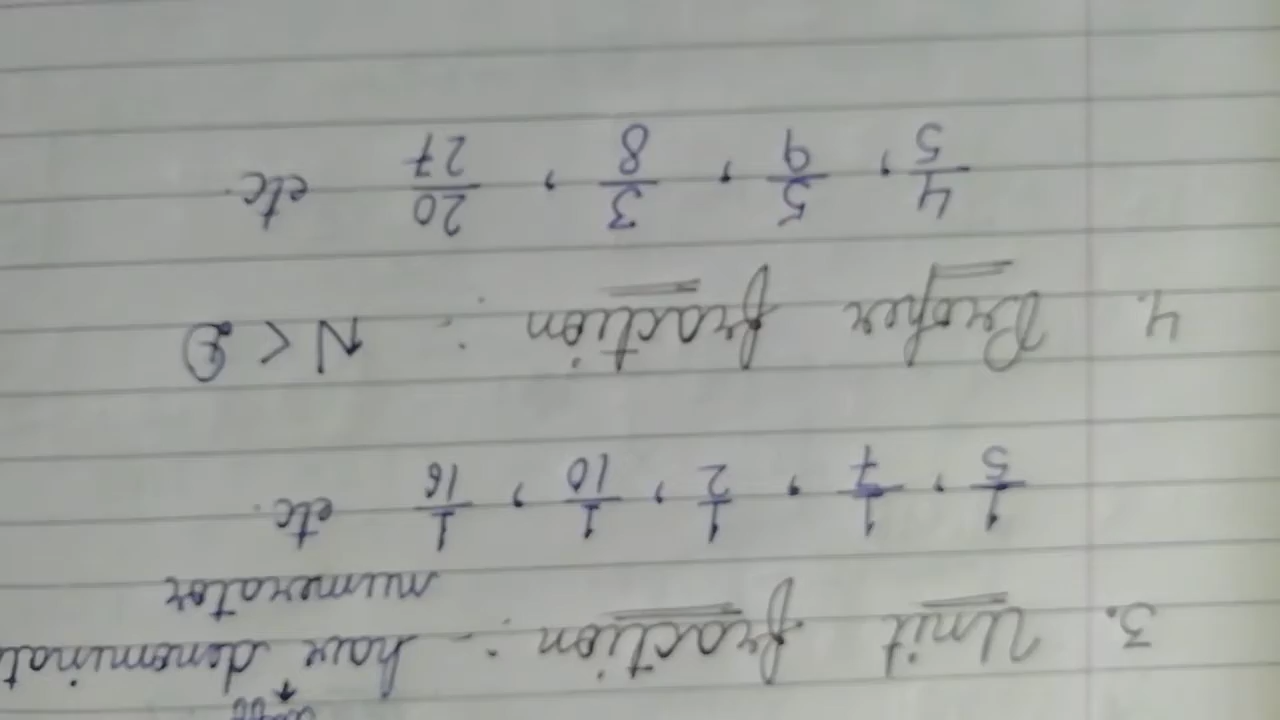 3. Unit fraction :- have denominat
numerator
1/5 , 1/7 , 1/2 , 1/10 , 1/16 etc.
4. Proper fraction :- N < D
4/5 , 5/9 , 3/8 , 20/27 etc.